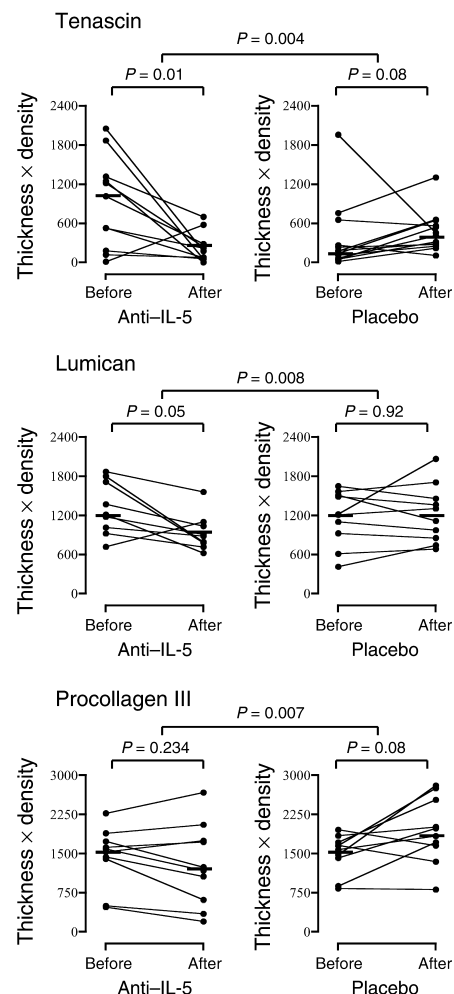 Tenascin
P = 0.004
P = 0.01
P = 0.08
Thickness × density
2400
1800
1200
600
0
Before
After
Anti–IL-5
Thickness × density
2400
1800
1200
600
0
Before
After
Placebo
Lumican
P = 0.008
P = 0.05
P = 0.92
Thickness × density
2400
1800
1200
600
0
Before
After
Anti–IL-5
Thickness × density
2400
1800
1200
600
0
Before
After
Placebo
Procollagen III
P = 0.007
P = 0.234
P = 0.08
Thickness × density
3000
2250
1500
750
0
Before
After
Anti–IL-5
Thickness × density
3000
2250
1500
750
0
Before
After
Placebo